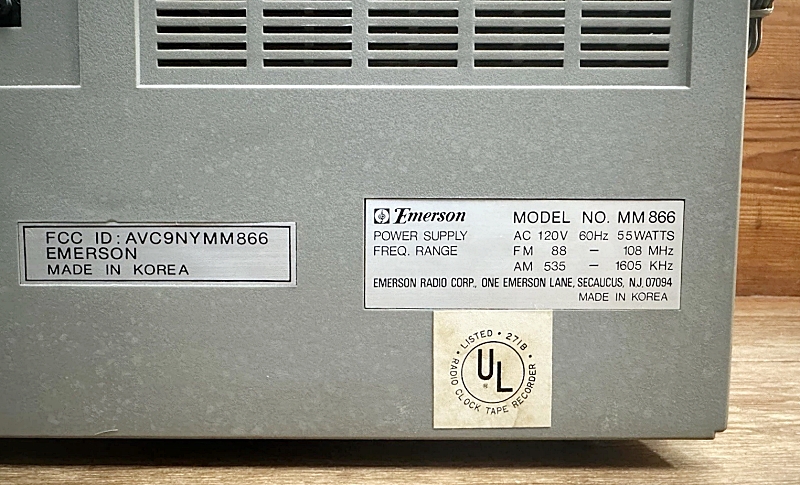 FCC ID: AVC9NYMM866
EMERSON
MADE IN KOREA
Emerson MODEL NO. MM866
POWER SUPPLY AC 120V 60Hz 55WATTS
FREQ. RANGE FM 88 – 108 MHz
AM 535 – 1605 KHz
EMERSON RADIO CORP., ONE EMERSON LANE, SECAUCUS, N.J. 07094
MADE IN KOREA
• LISTED • 271B •
UL
®
RADIO CLOCK TAPE RECORDER